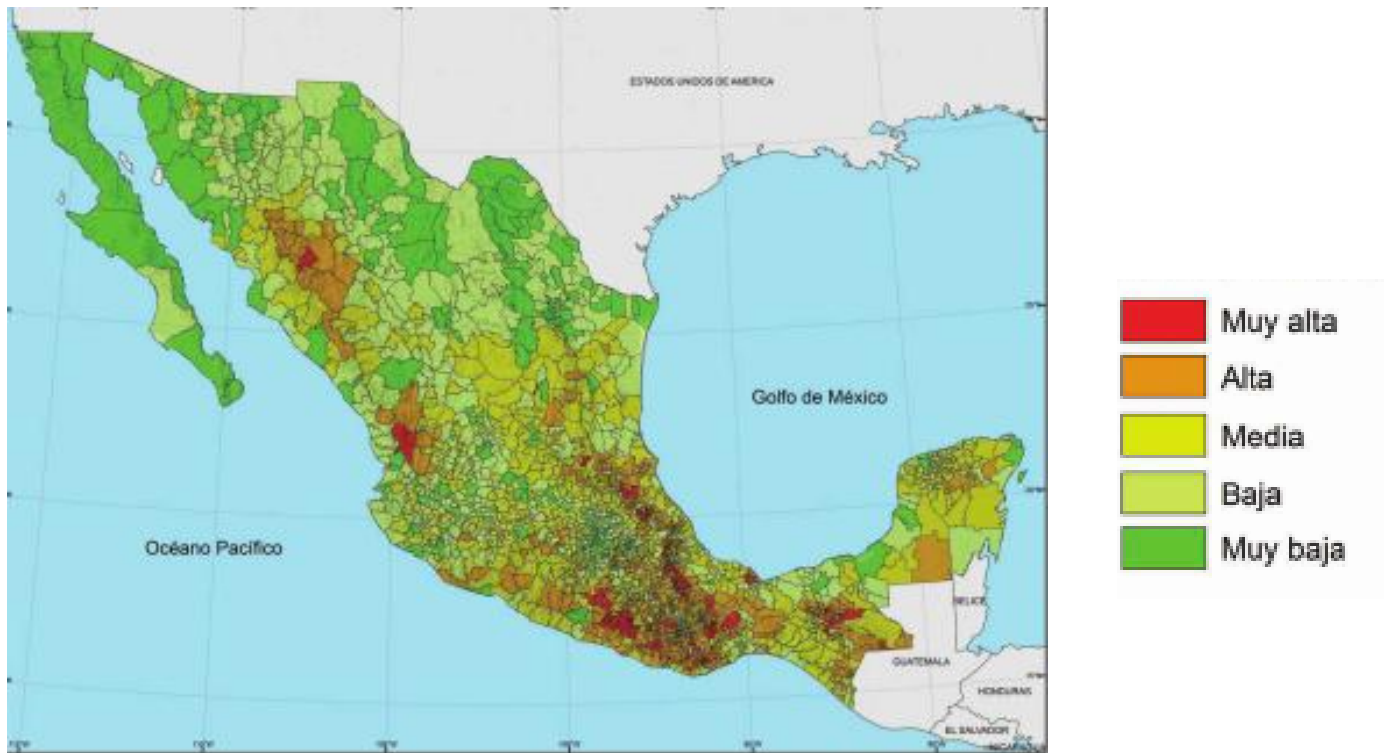 ESTADOS UNIDOS DE AMERICA
Golfo de México
Océano Pacífico
BELICE
GUATEMALA
HONDURAS
EL SALVADOR
NICARAGUA
Muy alta
Alta
Media
Baja
Muy baja